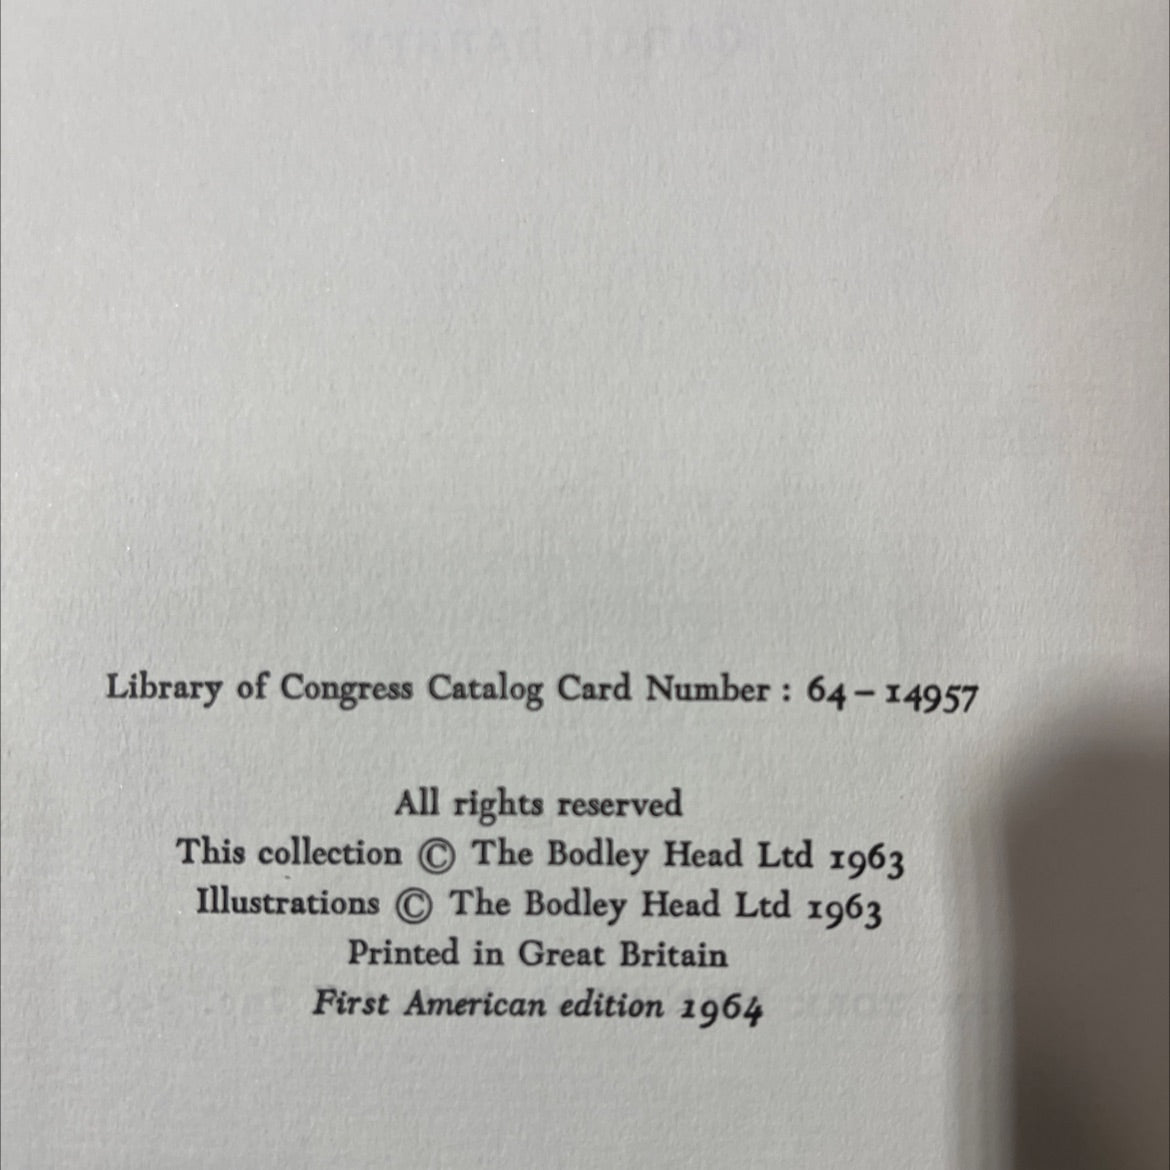 Library of Congress Catalog Card Number : 64 – 14957
All rights reserved
This collection © The Bodley Head Ltd 1963
Illustrations © The Bodley Head Ltd 1963
Printed in Great Britain
First American edition 1964